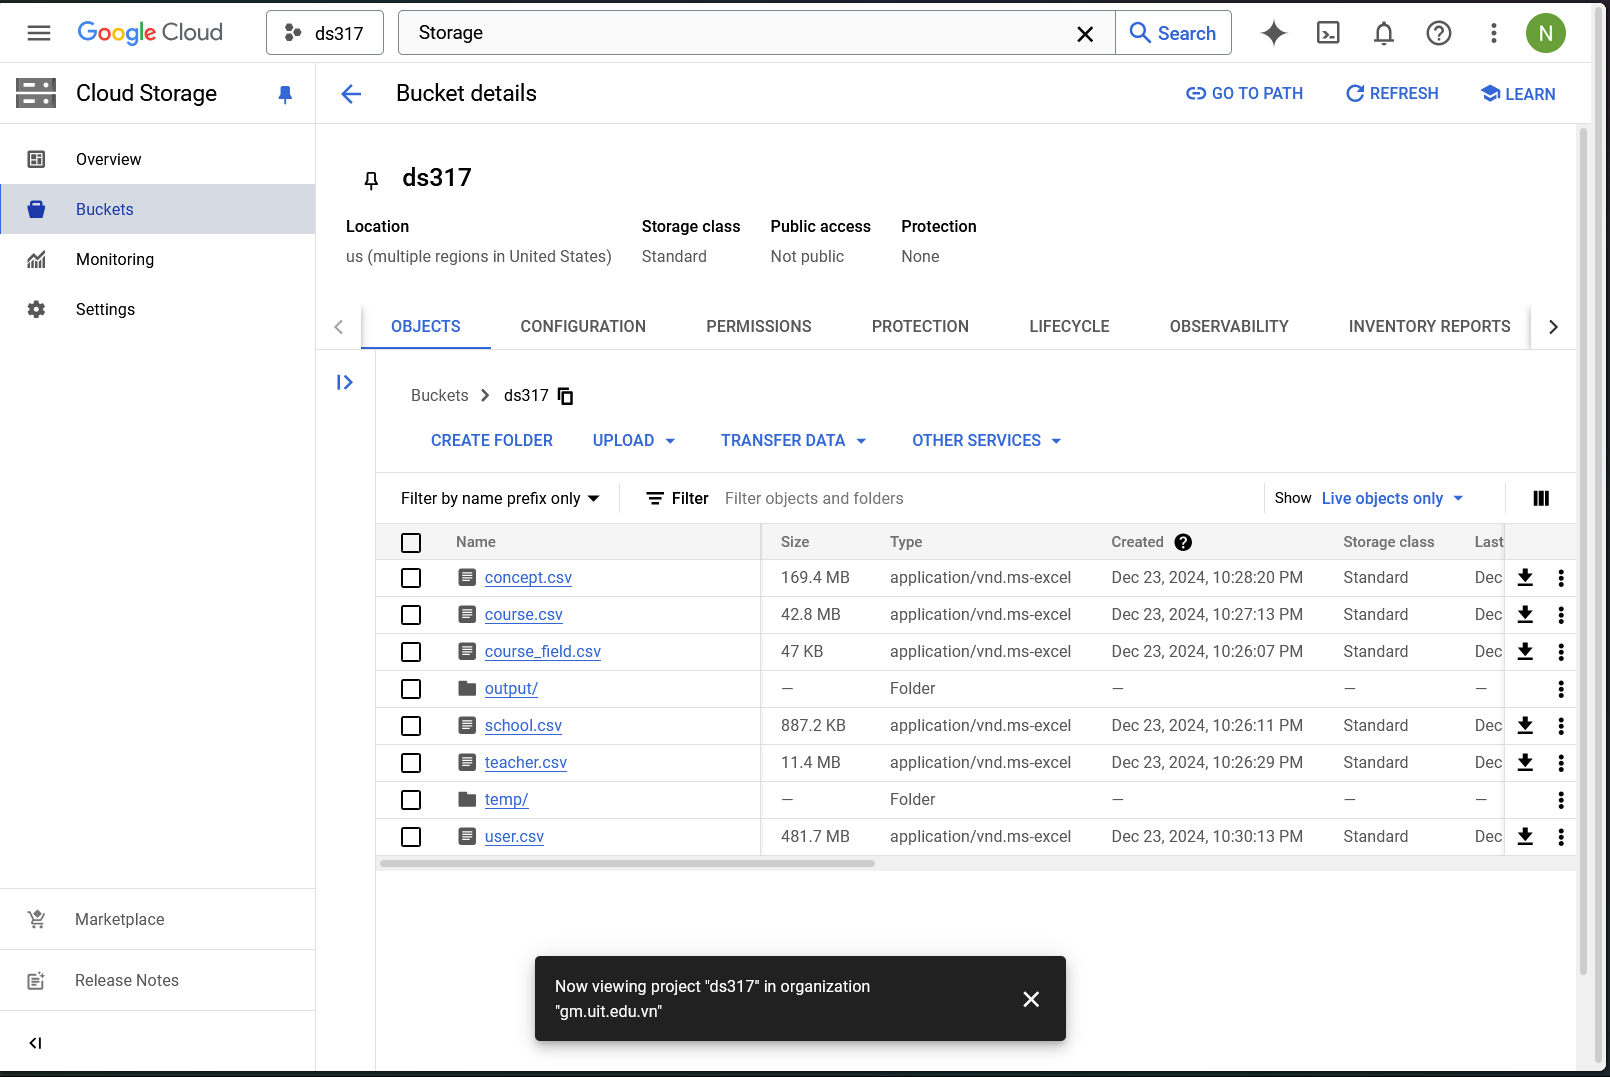 Google Cloud
ds317
Storage
Search
N
Cloud Storage
Bucket details
GO TO PATH
REFRESH
LEARN
Overview
Buckets
Monitoring
Settings
Marketplace
Release Notes
ds317
Location Storage class Public access Protection
us (multiple regions in United States) Standard Not public None
OBJECTS CONFIGURATION PERMISSIONS PROTECTION LIFECYCLE OBSERVABILITY INVENTORY REPORTS
Buckets ds317
CREATE FOLDER UPLOAD TRANSFER DATA OTHER SERVICES
Filter by name prefix only Filter Filter objects and folders Show Live objects only
Name Size Type Created Storage class Last
concept.csv 169.4 MB application/vnd.ms-excel Dec 23, 2024, 10:28:20 PM Standard Dec
course.csv 42.8 MB application/vnd.ms-excel Dec 23, 2024, 10:27:13 PM Standard Dec
course_field.csv 47 KB application/vnd.ms-excel Dec 23, 2024, 10:26:07 PM Standard Dec
output/ — Folder — — —
school.csv 887.2 KB application/vnd.ms-excel Dec 23, 2024, 10:26:11 PM Standard Dec
teacher.csv 11.4 MB application/vnd.ms-excel Dec 23, 2024, 10:26:29 PM Standard Dec
temp/ — Folder — — —
user.csv 481.7 MB application/vnd.ms-excel Dec 23, 2024, 10:30:13 PM Standard Dec
Now viewing project "ds317" in organization
"gm.uit.edu.vn"